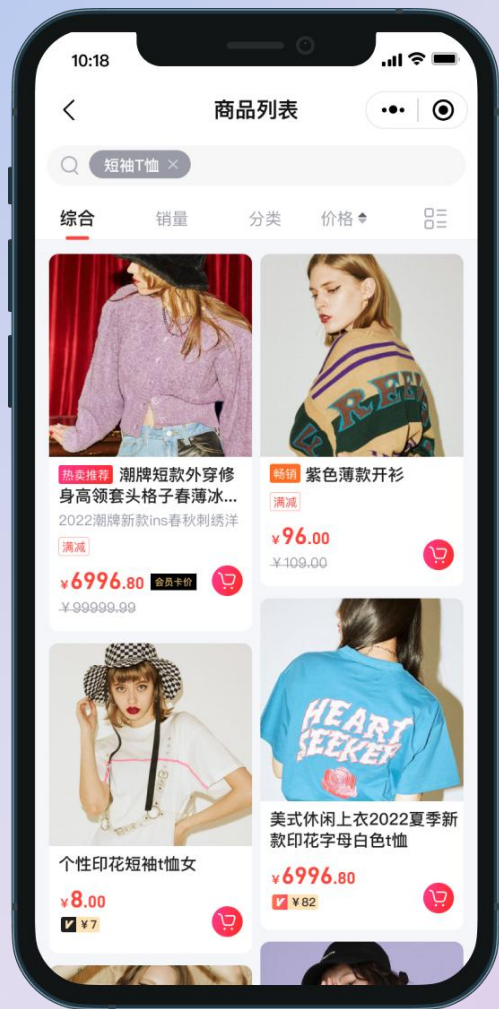 10:18
商品列表
短袖T恤 ×
综合 销量 分类 价格
热卖推荐 潮牌短款外穿修
身高领套头格子春薄冰...
2022潮牌新款ins春秋刺绣洋
满减
¥6996.80 会员卡价
¥99999.99
REE
畅销 紫色薄款开衫
满减
¥96.00
¥109.00
个性印花短袖t恤女
¥8.00
¥7
HEART
SEEKER
美式休闲上衣2022夏季新
款印花字母白色t恤
¥6996.80
¥82